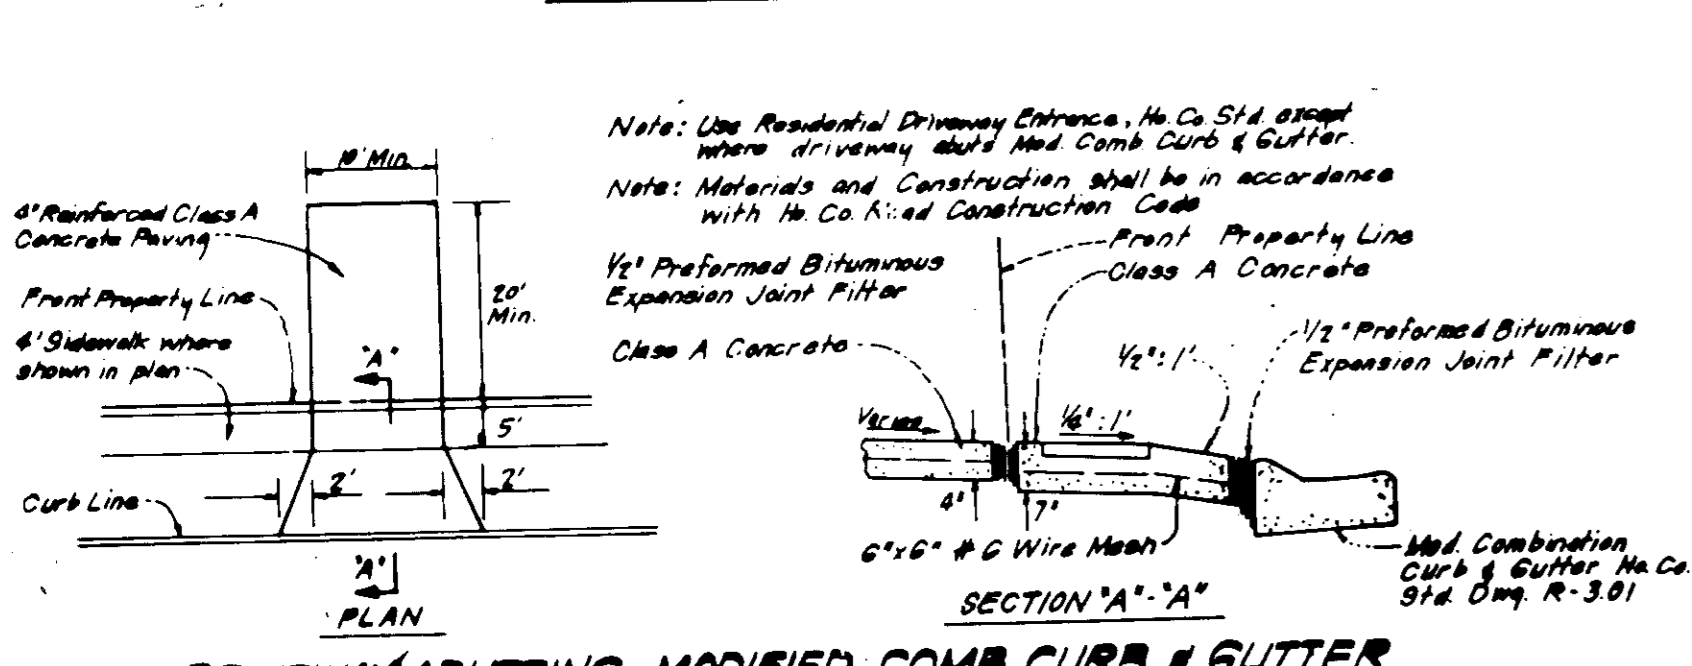 Note: Use Residential Driveway Entrance, Ho. Co. Std. except
where driveway abuts Mod. Comb. Curb & Gutter.
Note: Materials and Construction shall be in accordance
with Ho. Co. Road Construction Code
10' Min.
4" Reinforced Class A
Concrete Paving
Front Property Line
4' Sidewalk where
shown in plan
Curb Line
20'
Min.
"A"
5'
2'
2'
"A"
PLAN
1/2" Preformed Bituminous
Expansion Joint Filter
Class A Concrete
Front Property Line
Class A Concrete
1/2" : 1'
1/2" Preformed Bituminous
Expansion Joint Filter
Varies
1/4" : 1'
4"
7"
6"x6" # 6 Wire Mesh
SECTION "A"-"A"
Mod. Combination
Curb & Gutter Ho. Co.
Std. Dwg. R-3.01
ABUTTING MODIFIED COMB. CURB & GUTTER